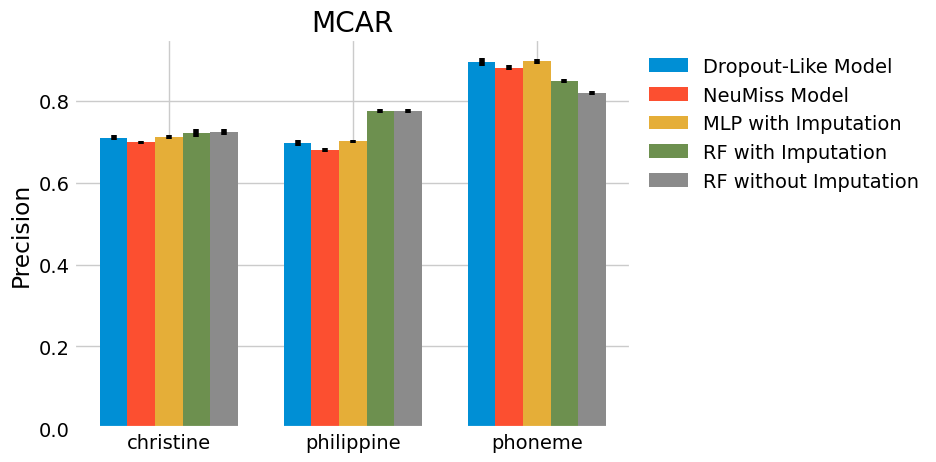 MCAR
Precision
0.8
0.6
0.4
0.2
0.0
christine
philippine
phoneme
Dropout-Like Model
NeuMiss Model
MLP with Imputation
RF with Imputation
RF without Imputation